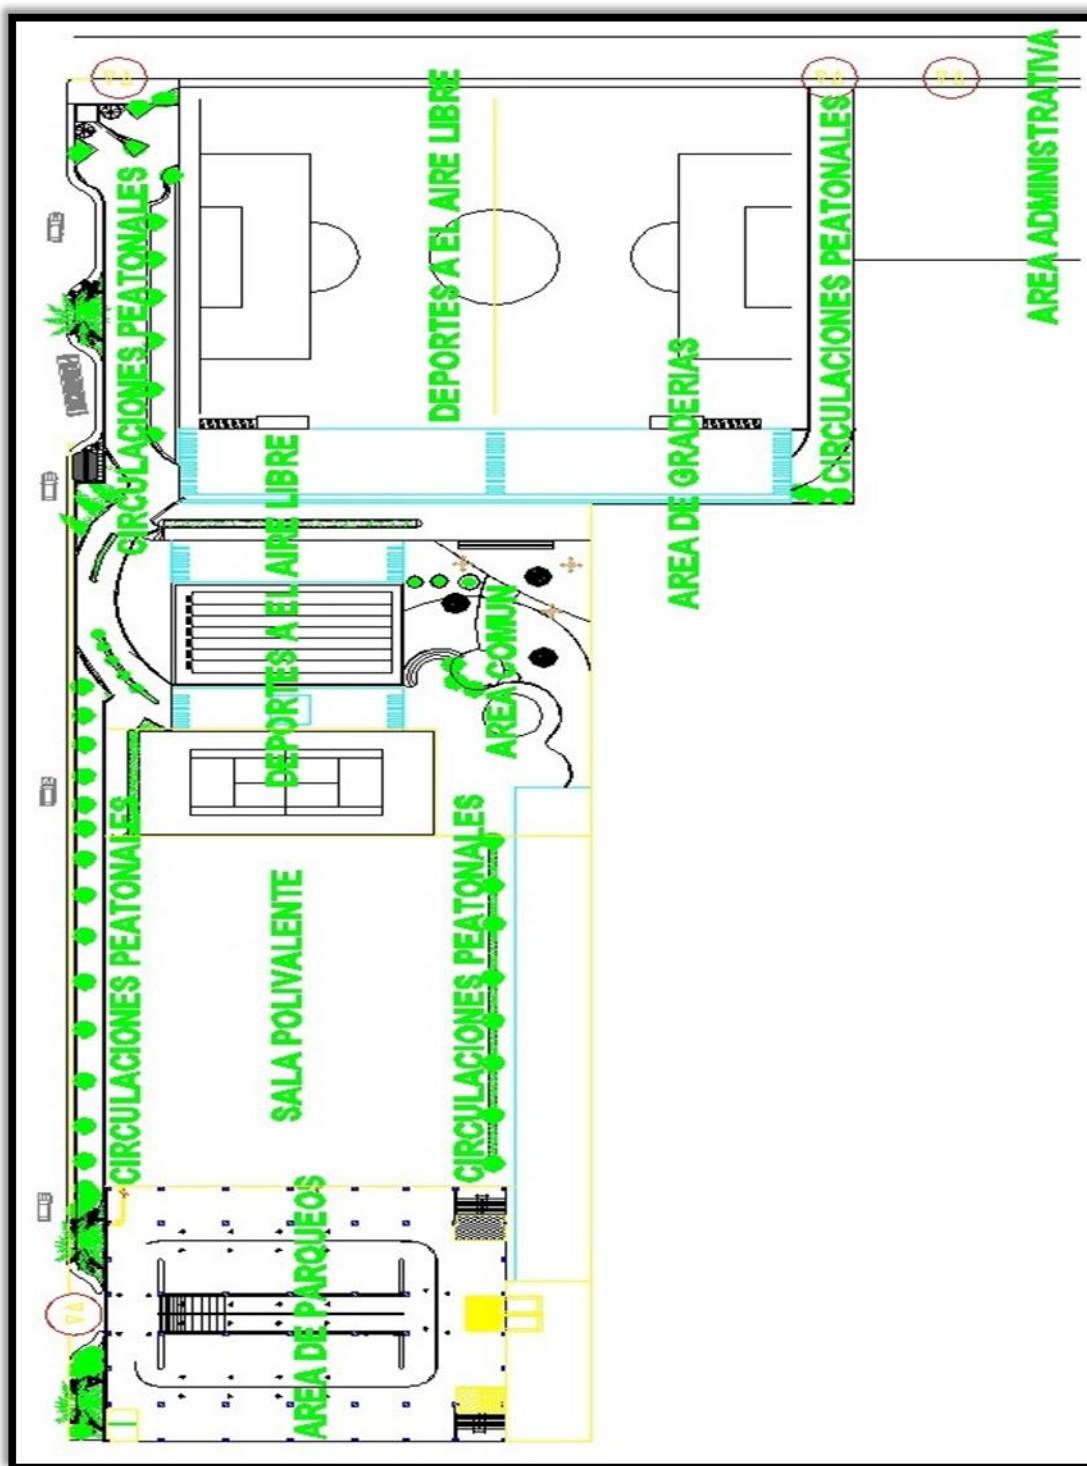 CIRCULACIONES PEATONALES
DEPORTES A EL AIRE LIBRE
CIRCULACIONES PEATONALES
AREA ADMINISTRATIVA
AREA DE GRADERIAS
DEPORTES A EL AIRE LIBRE
AREA COMUN
CIRCULACIONES PEATONALES
SALA POLIVALENTE
CIRCULACIONES PEATONALES
AREA DE PARQUEOS